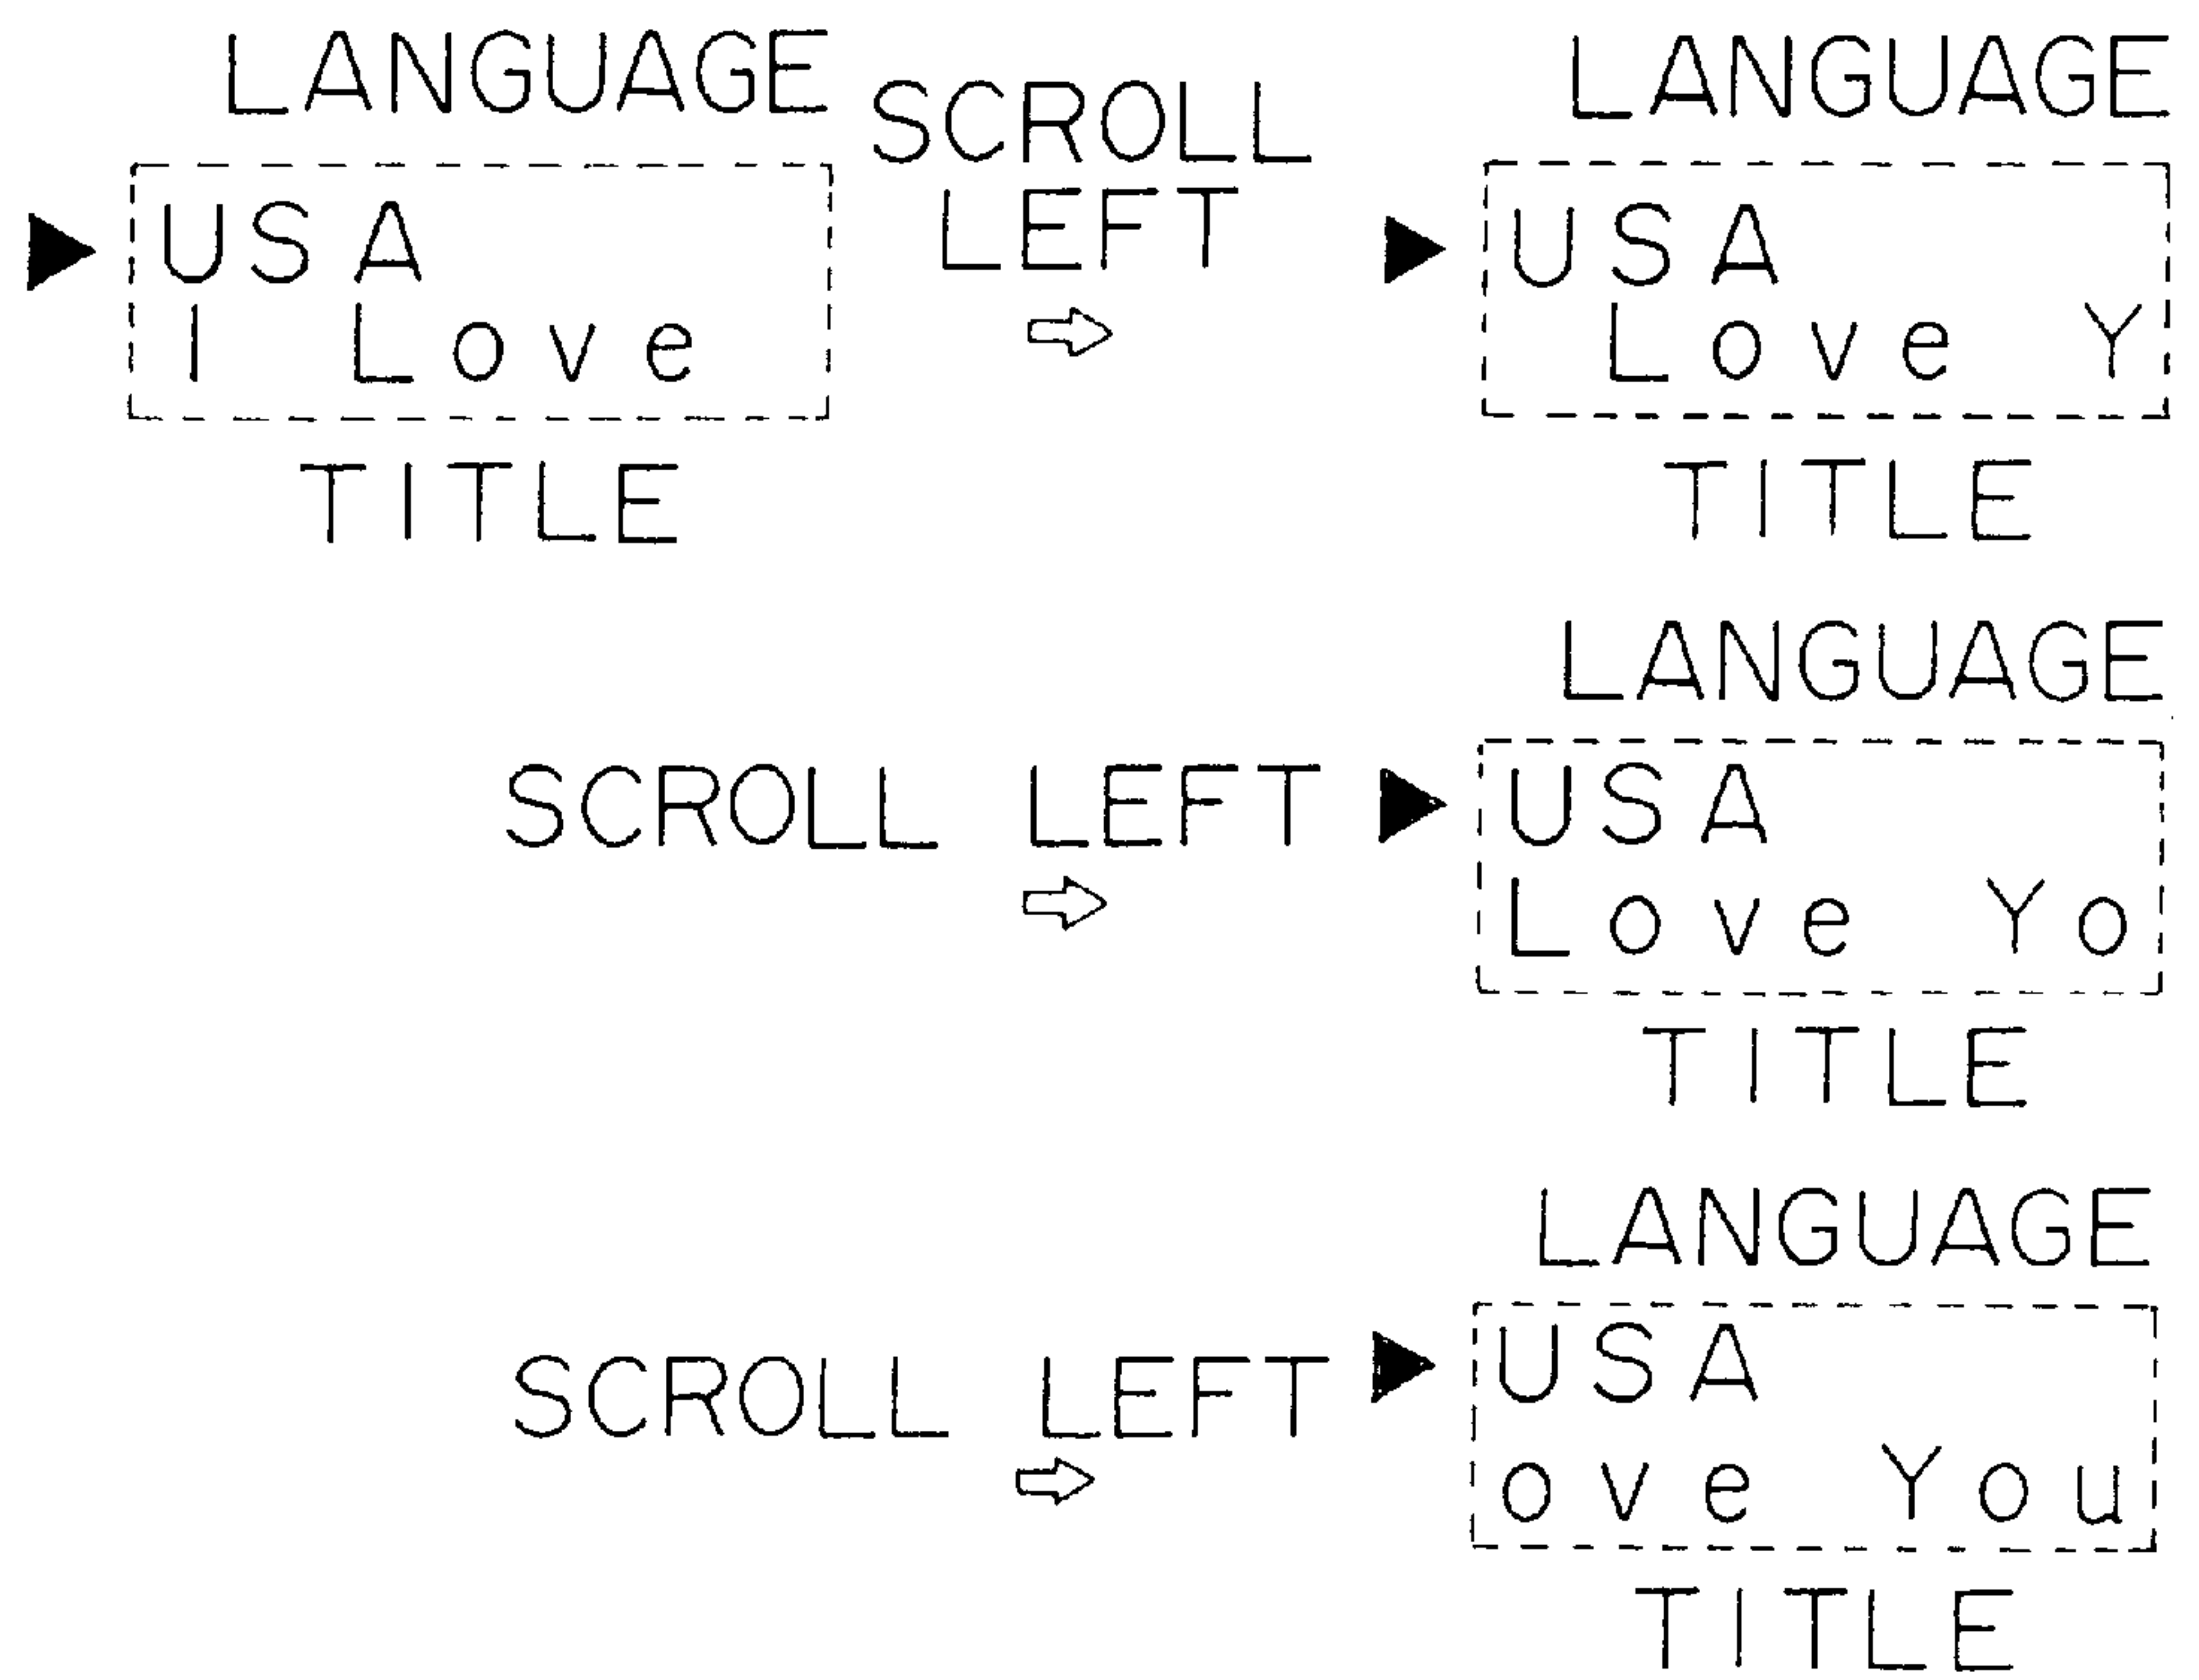 LANGUAGE
USA
I Love
TITLE
SCROLL
LEFT
LANGUAGE
USA
Love Y
TITLE
SCROLL LEFT
LANGUAGE
USA
Love Yo
TITLE
SCROLL LEFT
LANGUAGE
USA
ove You
TITLE